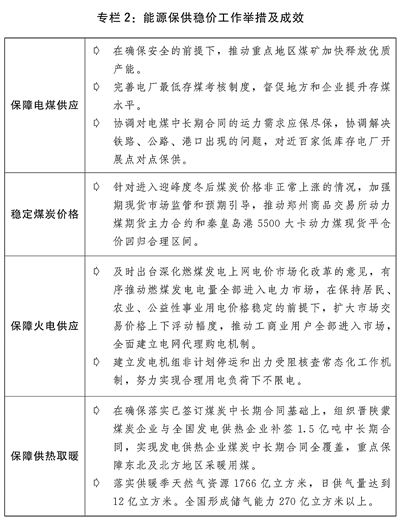 专栏 2：能源保供稳价工作举措及成效
保障电煤供应
在确保安全的前提下，推动重点地区煤矿加快释放优质
产能。
完善电厂最低存煤考核制度，督促地方和企业提升存煤
水平。
协调对电煤中长期合同的运力需求应保尽保，协调解决
铁路、公路、港口出现的问题，对近百家低库存电厂开
展点对点保供。
稳定煤炭价格
针对进入迎峰度冬后煤炭价格非正常上涨的情况，加强
期现货市场监管和预期引导，推动郑州商品交易所动力
煤期货主力合约和秦皇岛港 5500 大卡动力煤现货平仓
价回归合理区间。
保障火电供应
及时出台深化燃煤发电上网电价市场化改革的意见，有
序推动燃煤发电电量全部进入电力市场，在保持居民、
农业、公益性事业用电价格稳定的前提下，扩大市场交
易价格上下浮动幅度，推动工商业用户全部进入市场，
全面建立电网代理购电机制。
建立发电机组非计划停运和出力受阻核查常态化工作机
制，努力实现合理用电负荷下不限电。
保障供热取暖
在确保落实已签订煤炭中长期合同基础上，组织晋陕蒙
煤炭企业与全国发电供热企业补签 1.5 亿吨中长期合
同，实现发电供热企业煤炭中长期合同全覆盖，重点保
障东北及北方地区采暖用煤。
落实供暖季天然气资源 1766 亿立方米，日供气量达到
12 亿立方米。全国形成储气能力 270 亿立方米以上。